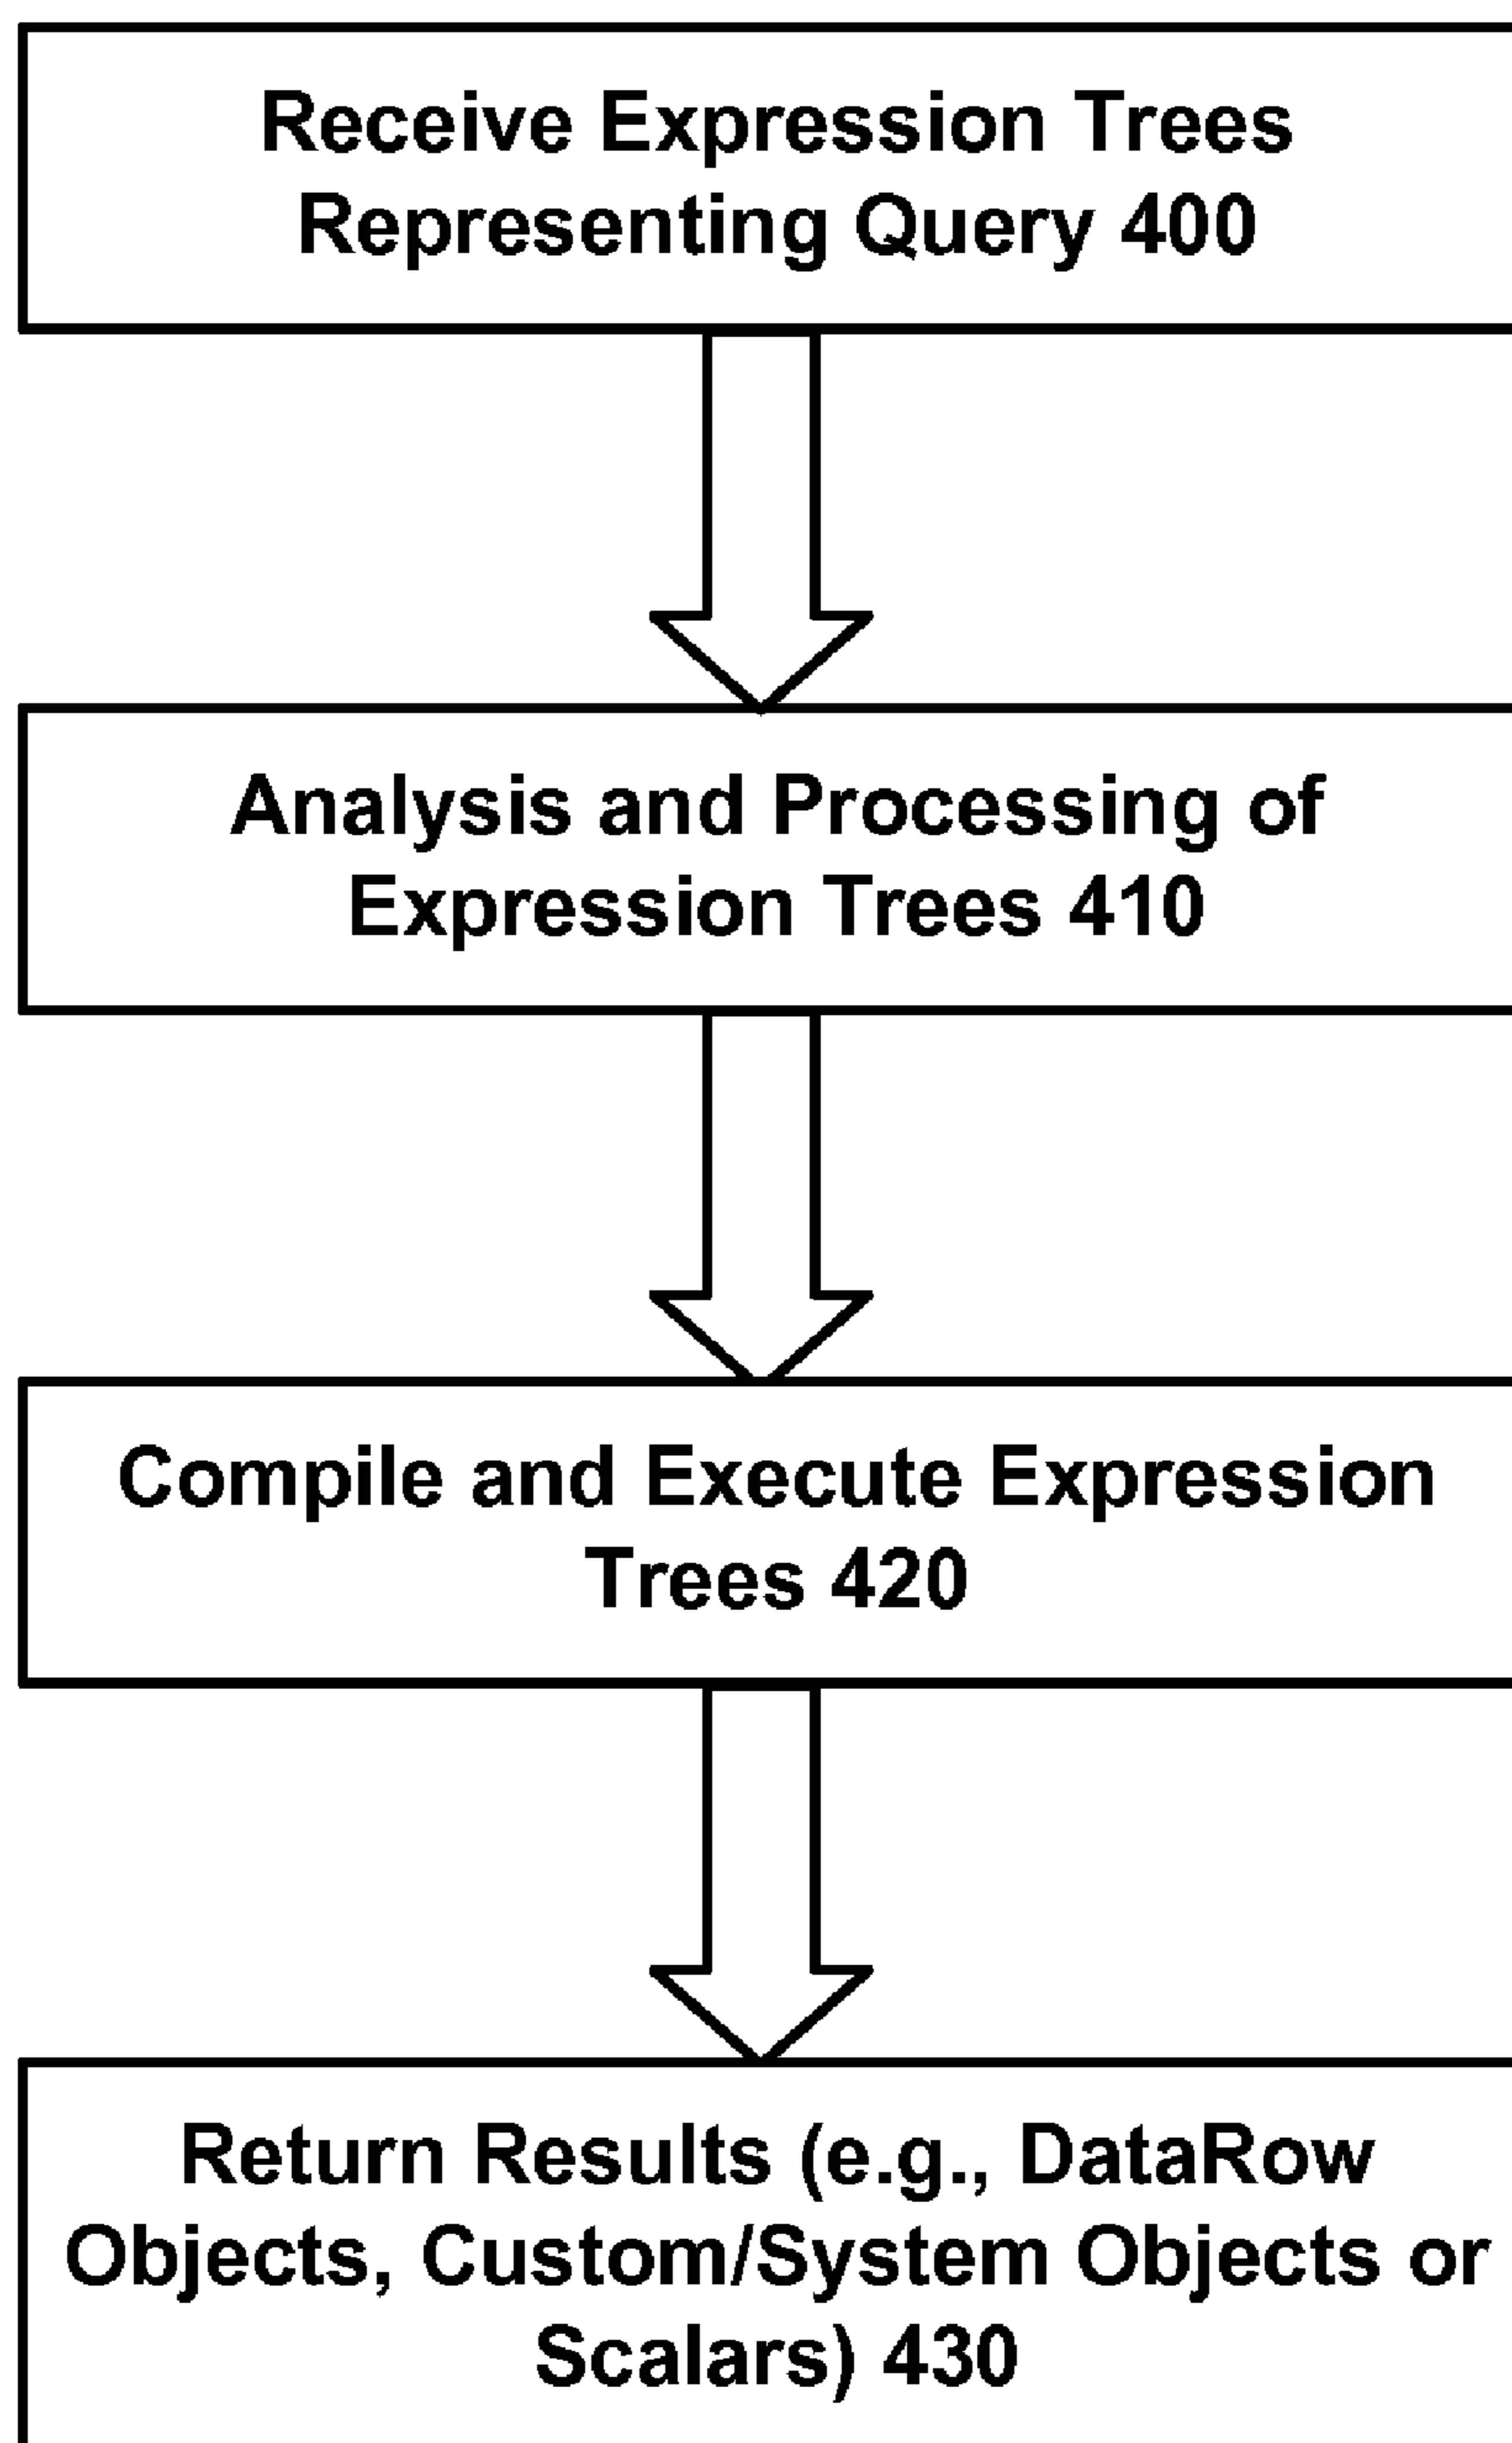 Receive Expression Trees
Representing Query 400
Analysis and Processing of
Expression Trees 410
Compile and Execute Expression
Trees 420
Return Results (e.g., DataRow
Objects, Custom/System Objects or
Scalars) 430